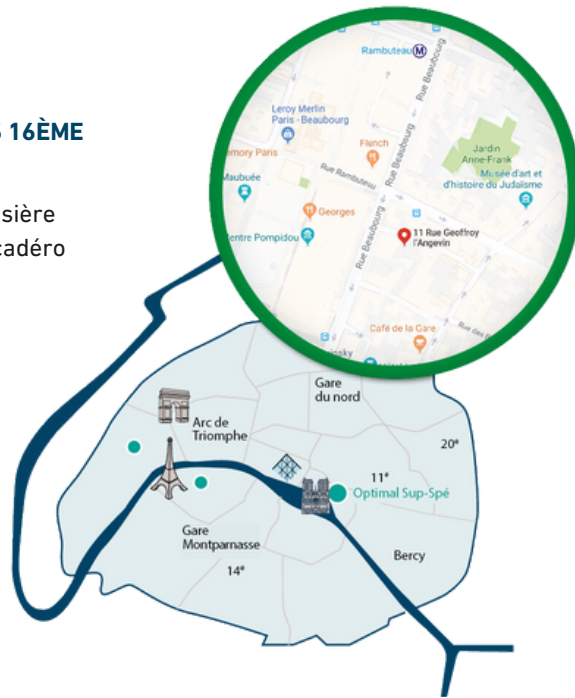 16ÈME
Rambuteau M
Leroy Merlin
Paris - Beaubourg
Rue Beaubourg
Flunch
Jardin
Anne-Frank
Musée d'art et
d'histoire du Judaïsme
Rue Rambuteau
Maubuée
Georges
Rue Beaubourg
Centre Pompidou
11 Rue Geoffroy
l'Angevin
Café de la Gare
Gare
du nord
Arc de
Triomphe
20e
11e
Optimal Sup-Spé
Gare
Montparnasse
14e
Bercy